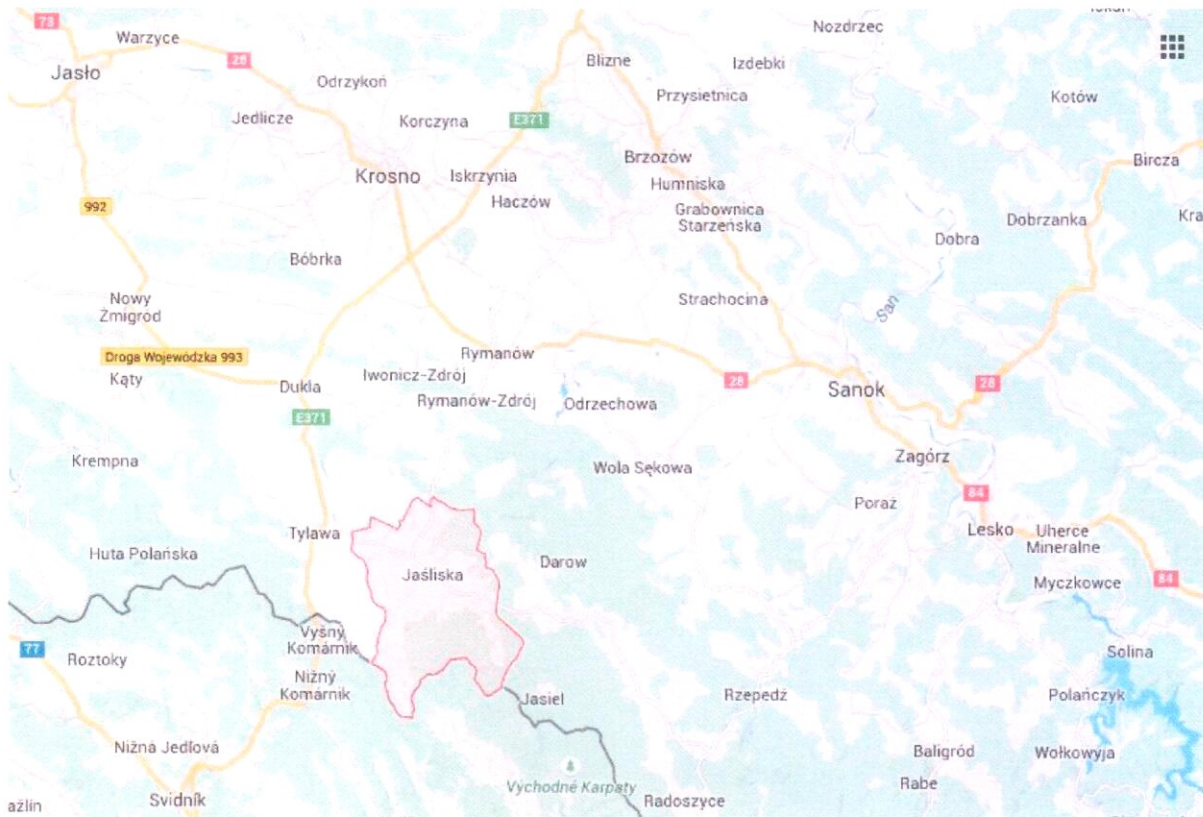 73
Warzyce
28
Jasło
Odrzykoń
Jedlicze
Korczyna
E371
Krosno
Iskrzynia
Haczów
992
Bóbrka
Nowy
Żmigród
Droga Wojewódzka 993
Kąty
Dukla
E371
Rymanów
Iwonicz-Zdrój
Rymanów-Zdrój
Odrzechowa
Nozdrzec
Blizne
Izdebki
Przysietnica
Kotów
Brzozów
Humniska
Grabownica
Starzeńska
Bircza
Dobrzanka
Kra
Dobra
Strachocina
San
28
Sanok
28
Zagórz
Wola Sękowa
Poraż
84
Lesko
Uherce
Mineralne
Myczkowce
84
Krempna
Tylawa
Huta Polańska
Jaśliska
Darow
Vyšný
Komárnik
77
Roztoky
Nižný
Komárnik
Jasiel
Rzepedź
Solina
Polańczyk
Nižná Jedľová
Baligród
Wołkowyja
Východné Karpaty
Rabe
Svidník
Radoszyce
ažlín